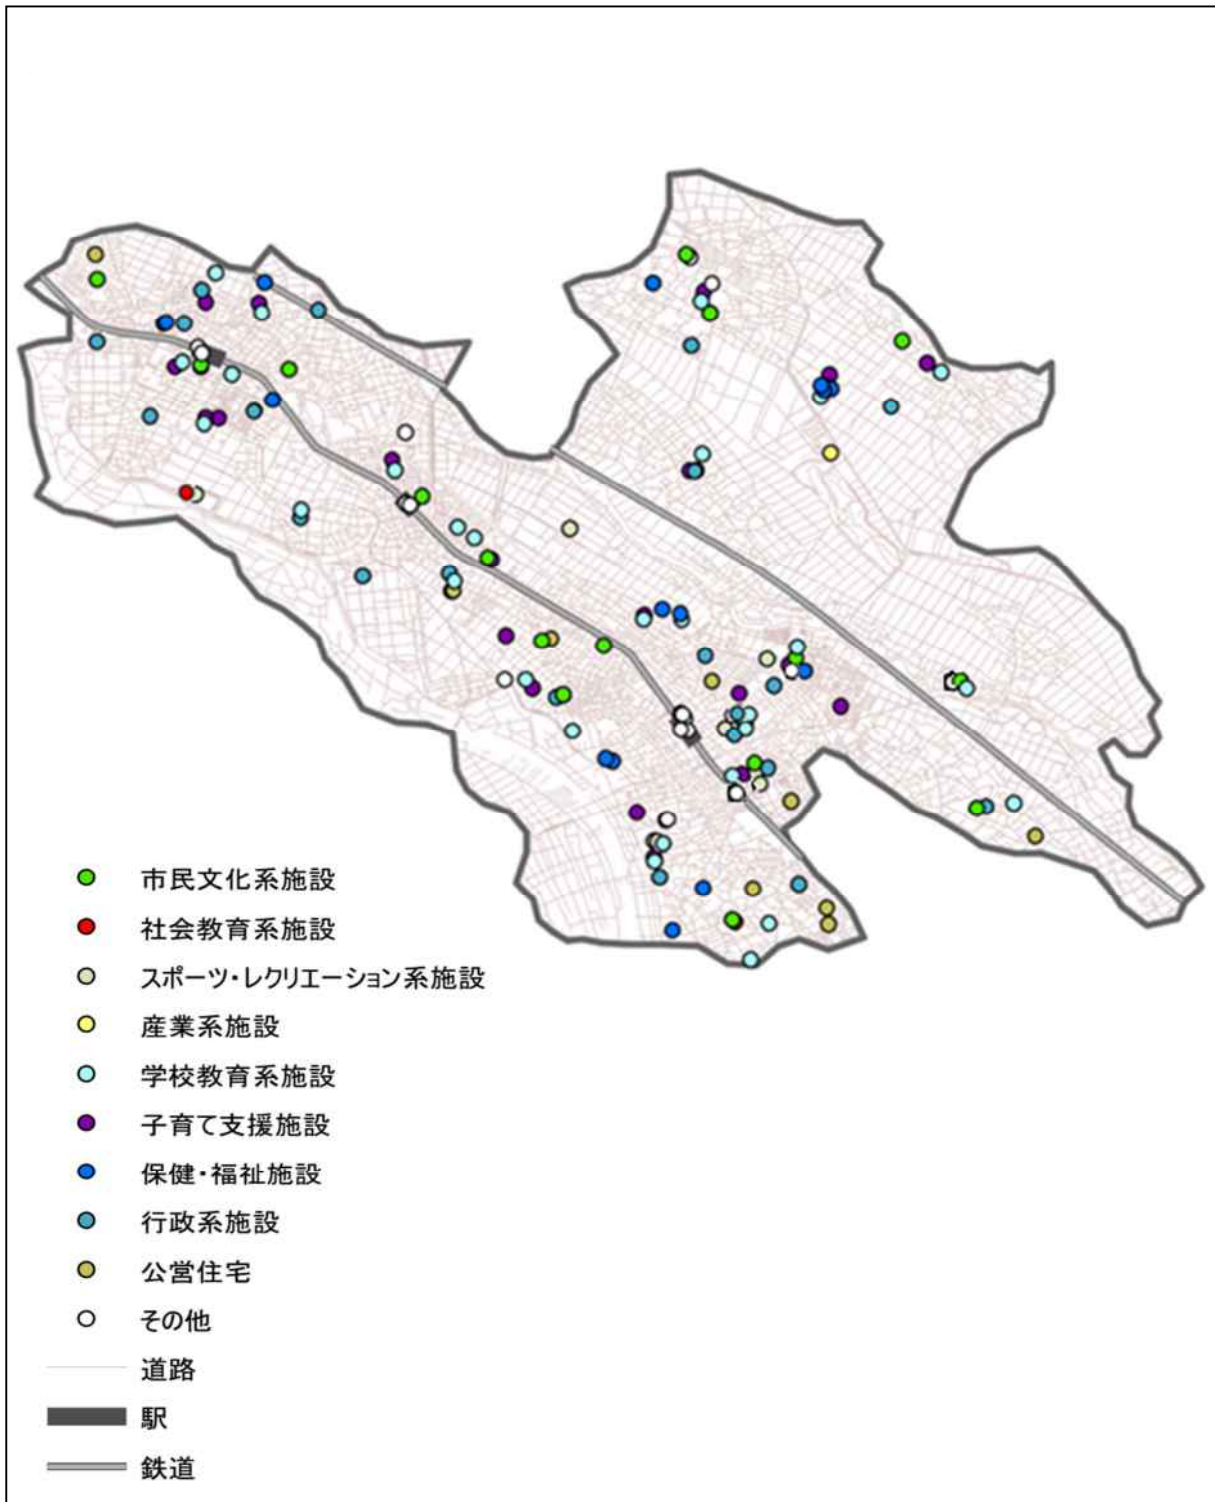 市民文化系施設
社会教育系施設
スポーツ・レクリエーション系施設
産業系施設
学校教育系施設
子育て支援施設
保健・福祉施設
行政系施設
公営住宅
その他
道路
駅
鉄道